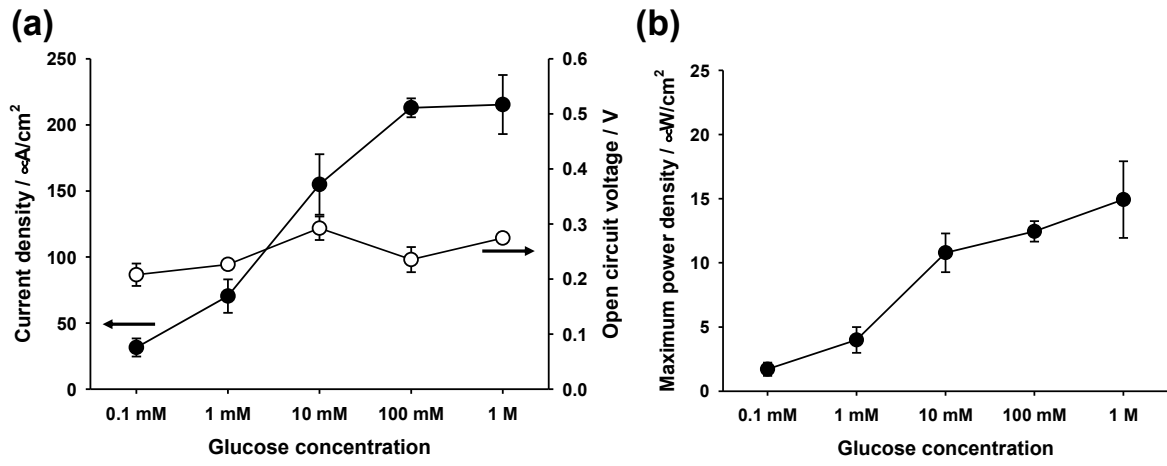 (a)
250
200
150
100
50
0
Current density / ∝A/cm²
0.6
0.5
0.4
0.3
0.2
0.1
0.0
Open circuit voltage / V
0.1 mM 1 mM 10 mM 100 mM 1 M
Glucose concentration
(b)
25
20
15
10
5
0
Maximum power density / ∝W/cm²
0.1 mM 1 mM 10 mM 100 mM 1 M
Glucose concentration